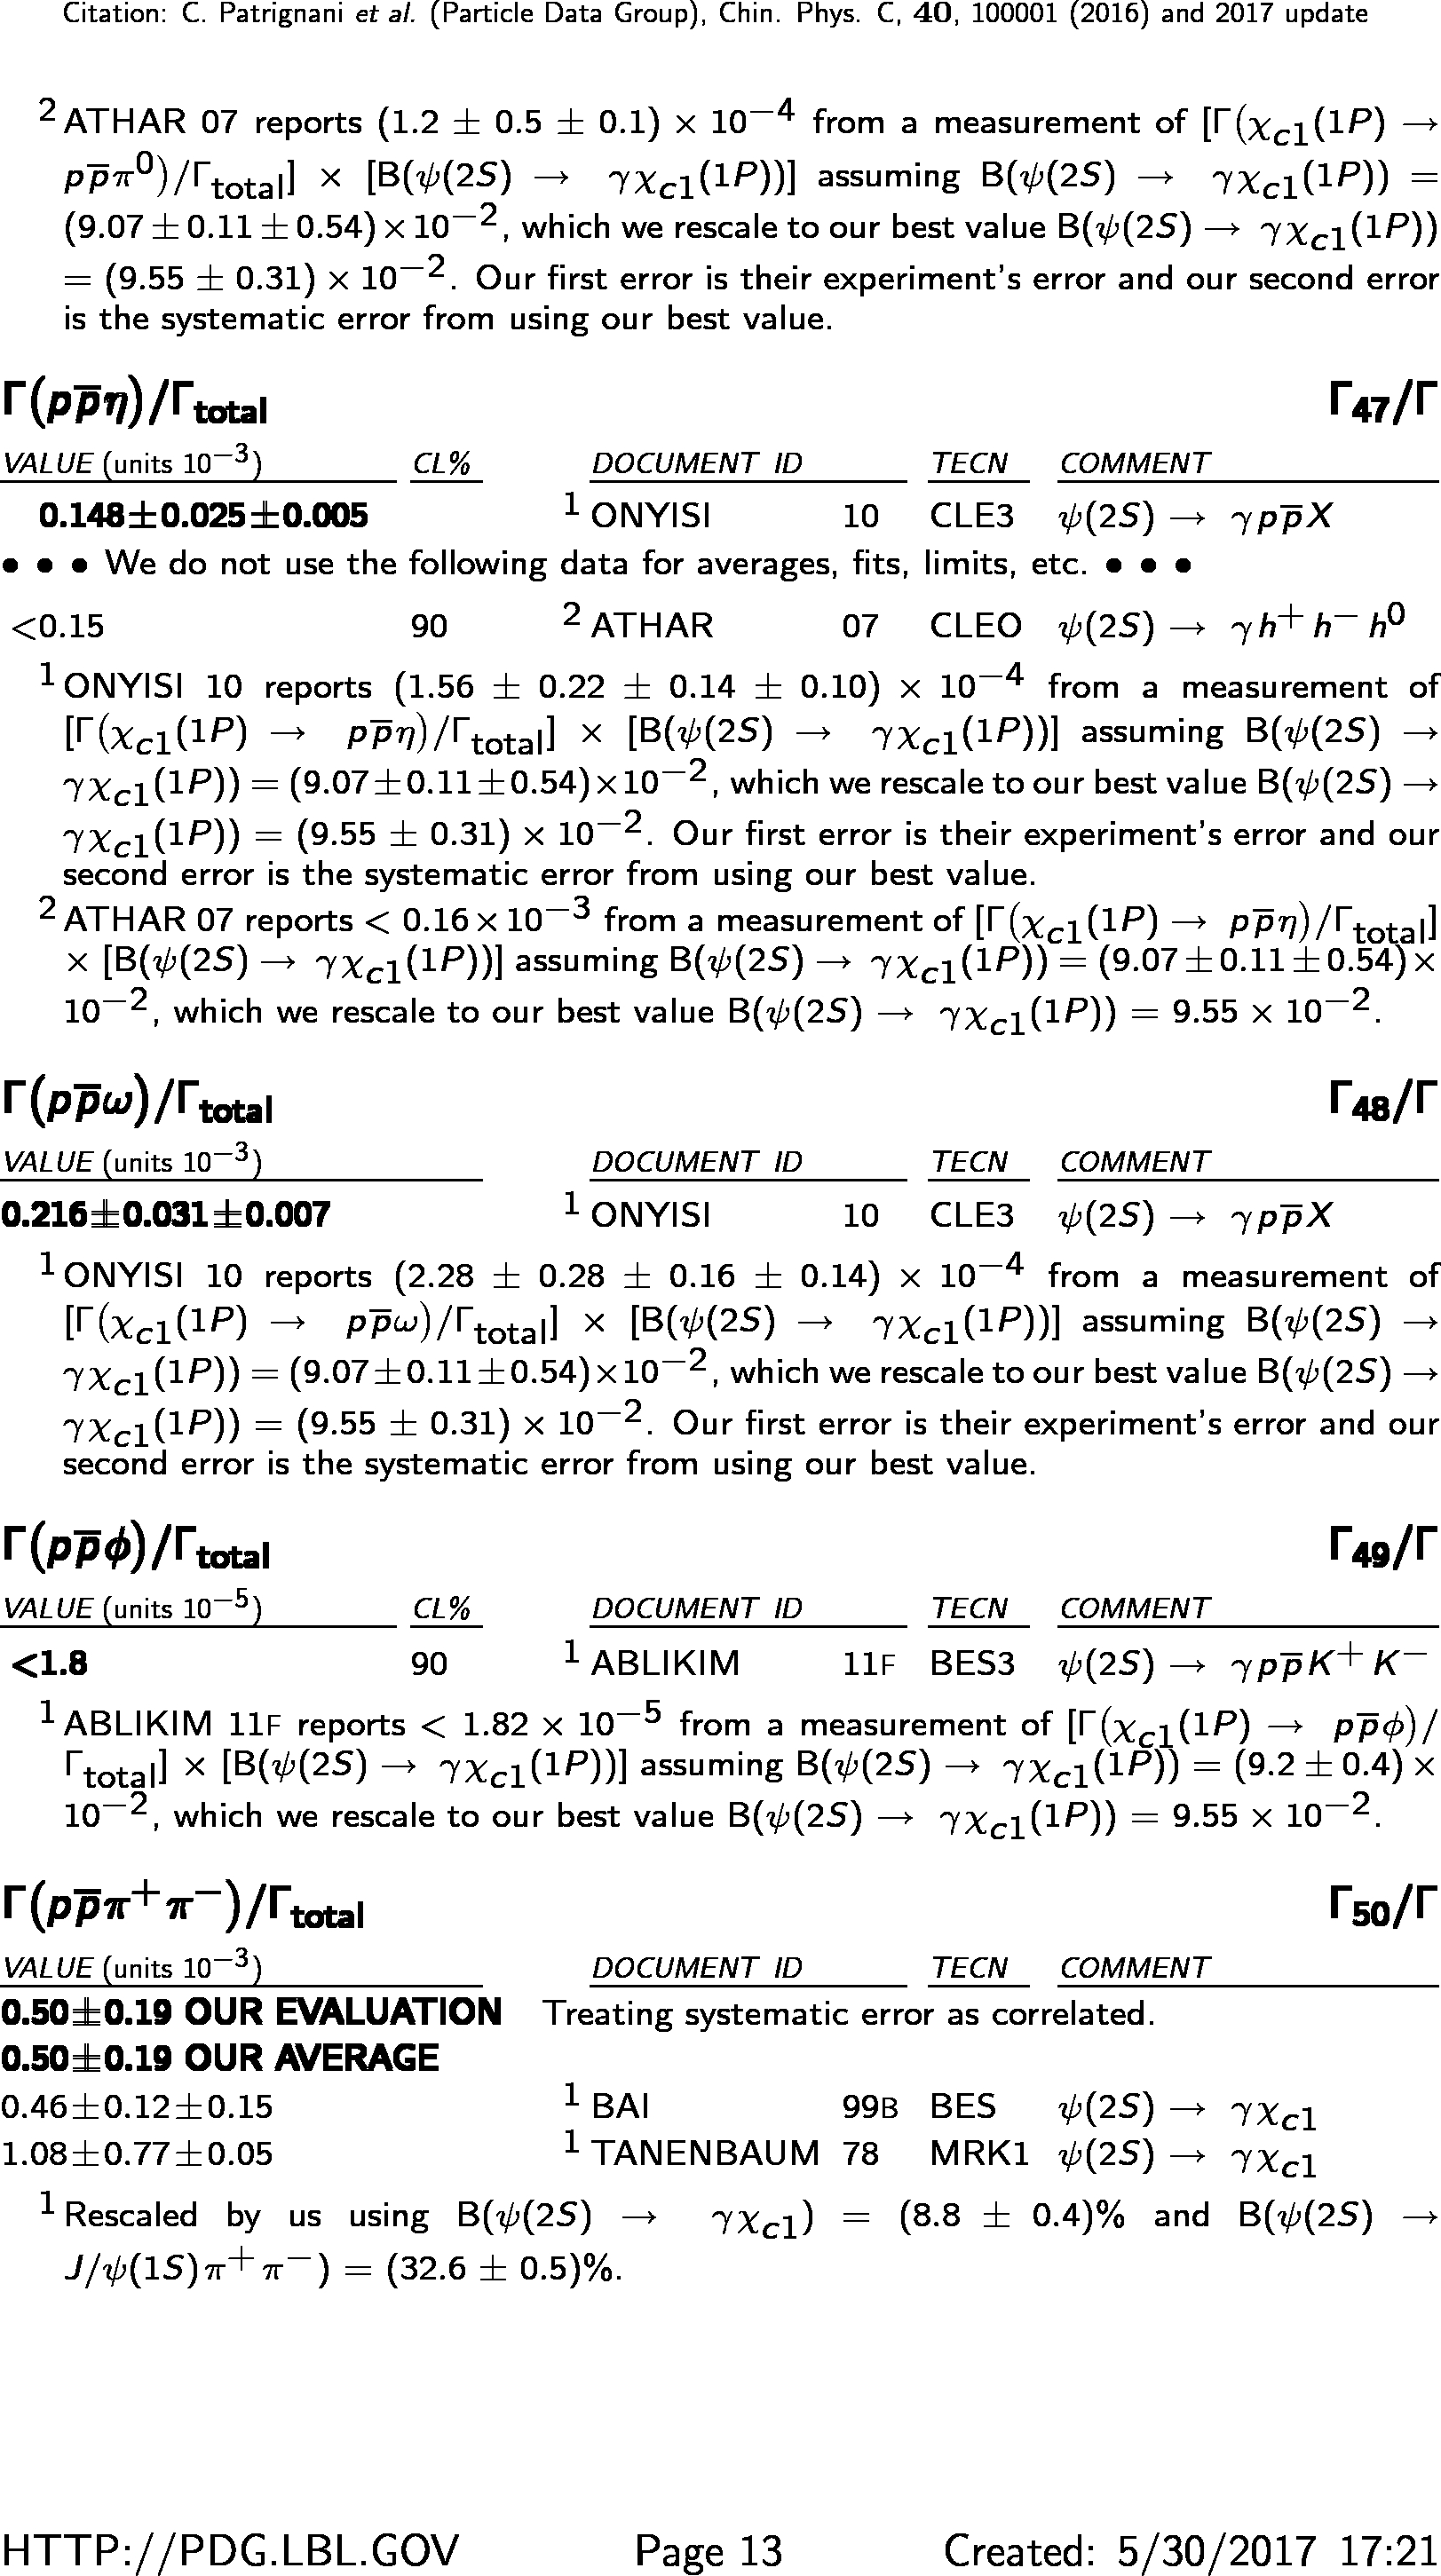 Citation: C. Patrignani et al. (Particle Data Group), Chin. Phys. C, 40, 100001 (2016) and 2017 update
2 ATHAR 07 reports (1.2 ± 0.5 ± 0.1) × 10⁻⁴ from a measurement of [Γ(χc1(1P) →
pp̅π⁰)/Γtotal] × [B(ψ(2S) → γχc1(1P))] assuming B(ψ(2S) → γχc1(1P)) =
(9.07 ± 0.11 ± 0.54) × 10⁻², which we rescale to our best value B(ψ(2S) → γχc1(1P))
= (9.55 ± 0.31) × 10⁻². Our first error is their experiment's error and our second error
is the systematic error from using our best value.
Γ(pp̅η)/Γtotal Γ47/Γ
VALUE (units 10⁻³) CL% DOCUMENT ID TECN COMMENT
0.148±0.025±0.005 1 ONYISI 10 CLE3 ψ(2S) → γpp̅X
• • • We do not use the following data for averages, fits, limits, etc. • • •
<0.15 90 2 ATHAR 07 CLEO ψ(2S) → γh⁺h⁻h⁰
1 ONYISI 10 reports (1.56 ± 0.22 ± 0.14 ± 0.10) × 10⁻⁴ from a measurement of
[Γ(χc1(1P) → pp̅η)/Γtotal] × [B(ψ(2S) → γχc1(1P))] assuming B(ψ(2S) →
γχc1(1P)) = (9.07±0.11±0.54)×10⁻², which we rescale to our best value B(ψ(2S) →
γχc1(1P)) = (9.55 ± 0.31) × 10⁻². Our first error is their experiment's error and our
second error is the systematic error from using our best value.
2 ATHAR 07 reports < 0.16×10⁻³ from a measurement of [Γ(χc1(1P) → pp̅η)/Γtotal]
× [B(ψ(2S) → γχc1(1P))] assuming B(ψ(2S) → γχc1(1P)) = (9.07±0.11±0.54)×
10⁻², which we rescale to our best value B(ψ(2S) → γχc1(1P)) = 9.55 × 10⁻².
Γ(pp̅ω)/Γtotal Γ48/Γ
VALUE (units 10⁻³) DOCUMENT ID TECN COMMENT
0.216±0.031±0.007 1 ONYISI 10 CLE3 ψ(2S) → γpp̅X
1 ONYISI 10 reports (2.28 ± 0.28 ± 0.16 ± 0.14) × 10⁻⁴ from a measurement of
[Γ(χc1(1P) → pp̅ω)/Γtotal] × [B(ψ(2S) → γχc1(1P))] assuming B(ψ(2S) →
γχc1(1P)) = (9.07±0.11±0.54)×10⁻², which we rescale to our best value B(ψ(2S) →
γχc1(1P)) = (9.55 ± 0.31) × 10⁻². Our first error is their experiment's error and our
second error is the systematic error from using our best value.
Γ(pp̅φ)/Γtotal Γ49/Γ
VALUE (units 10⁻⁵) CL% DOCUMENT ID TECN COMMENT
<1.8 90 1 ABLIKIM 11F BES3 ψ(2S) → γpp̅K⁺K⁻
1 ABLIKIM 11F reports < 1.82 × 10⁻⁵ from a measurement of [Γ(χc1(1P) → pp̅φ)/
Γtotal] × [B(ψ(2S) → γχc1(1P))] assuming B(ψ(2S) → γχc1(1P)) = (9.2 ± 0.4) ×
10⁻², which we rescale to our best value B(ψ(2S) → γχc1(1P)) = 9.55 × 10⁻².
Γ(pp̅π⁺π⁻)/Γtotal Γ50/Γ
VALUE (units 10⁻³) DOCUMENT ID TECN COMMENT
0.50±0.19 OUR EVALUATION Treating systematic error as correlated.
0.50±0.19 OUR AVERAGE
0.46±0.12±0.15 1 BAI 99B BES ψ(2S) → γχc1
1.08±0.77±0.05 1 TANENBAUM 78 MRK1 ψ(2S) → γχc1
1 Rescaled by us using B(ψ(2S) → γχc1) = (8.8 ± 0.4)% and B(ψ(2S) →
J/ψ(1S)π⁺π⁻) = (32.6 ± 0.5)%.
HTTP://PDG.LBL.GOV Page 13 Created: 5/30/2017 17:21